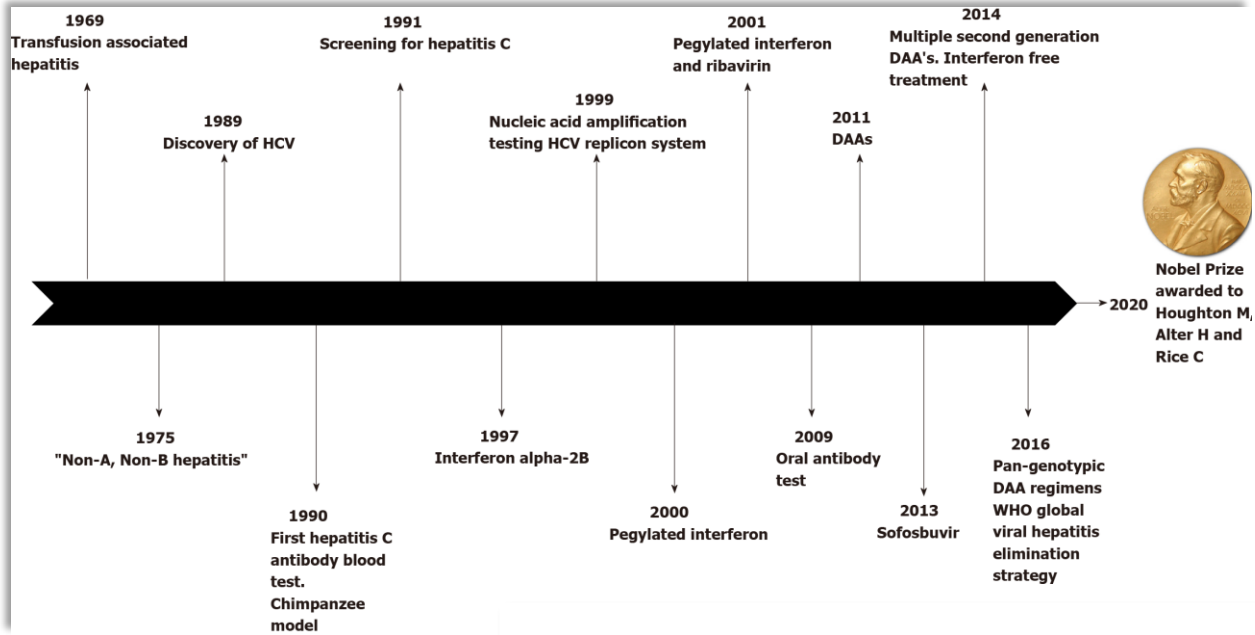 1969
Transfusion associated
hepatitis
1975
"Non-A, Non-B hepatitis"
1989
Discovery of HCV
1990
First hepatitis C
antibody blood
test.
Chimpanzee
model
1991
Screening for hepatitis C
1997
Interferon alpha-2B
1999
Nucleic acid amplification
testing HCV replicon system
2000
Pegylated interferon
2001
Pegylated interferon
and ribavirin
2009
Oral antibody
test
2011
DAAs
2013
Sofosbuvir
2014
Multiple second generation
DAA's. Interferon free
treatment
2016
Pan-genotypic
DAA regimens
WHO global
viral hepatitis
elimination
strategy
2020
Nobel Prize
awarded to
Houghton M,
Alter H and
Rice C